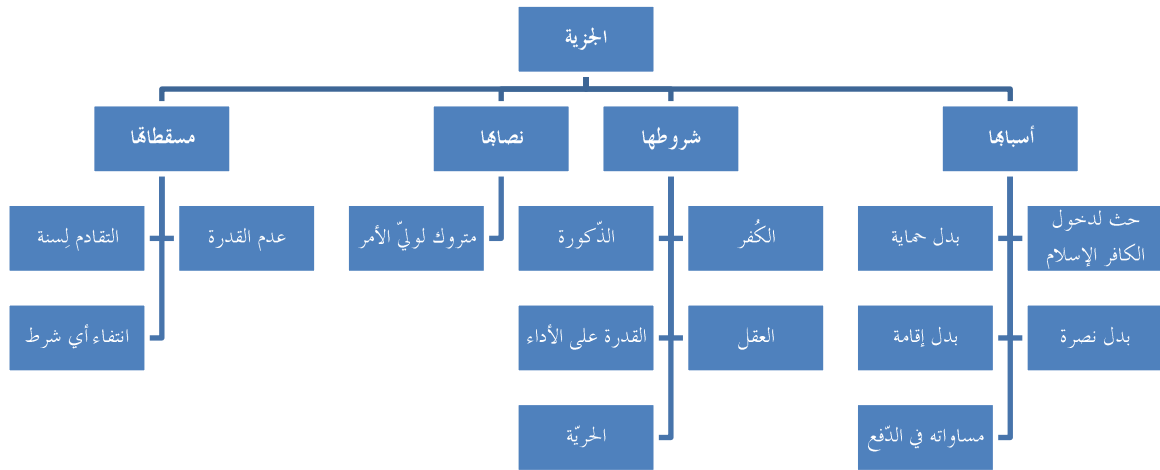 الجزية
أسبابها
شروطها
نصابها
مسقطاتها
حث لدخول
الكافر الإسلام
بدل حماية
بدل نصرة
بدل إقامة
مساواته في الدّفع
الكُفر
الذّكورة
العقل
القدرة على الأداء
الحريّة
متروك لوليّ الأمر
عدم القدرة
التقادم لِسنة
انتفاء أي شرط